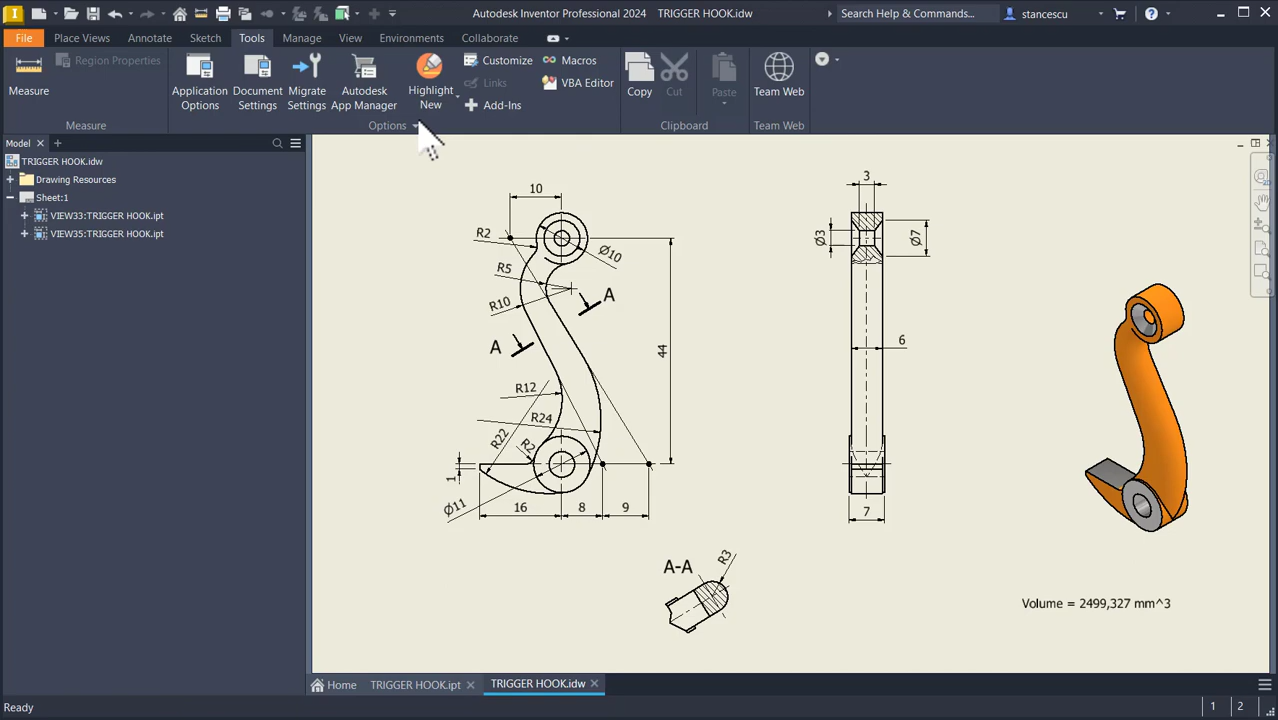 Autodesk Inventor Professional 2024 TRIGGER HOOK.idw Search Help & Commands... stancescu
File Place Views Annotate Sketch Tools Manage View Environments Collaborate
Measure
Region Properties
Application Options
Document Settings
Migrate Settings
Autodesk App Manager
Highlight New
Customize
Links
Add-Ins
Macros
VBA Editor
Copy
Cut
Paste
Team Web
Measure Options Clipboard Team Web
Model
TRIGGER HOOK.idw
Drawing Resources
Sheet:1
VIEW33:TRIGGER HOOK.ipt
VIEW35:TRIGGER HOOK.ipt
10
R2
Ø10
R5
R10
A
A
44
R12
R24
R22
R2
1
Ø11
16 8 9
3
Ø3
Ø7
6
7
A-A
R3
Volume = 2499,327 mm^3
Home TRIGGER HOOK.ipt TRIGGER HOOK.idw
Ready 1 2